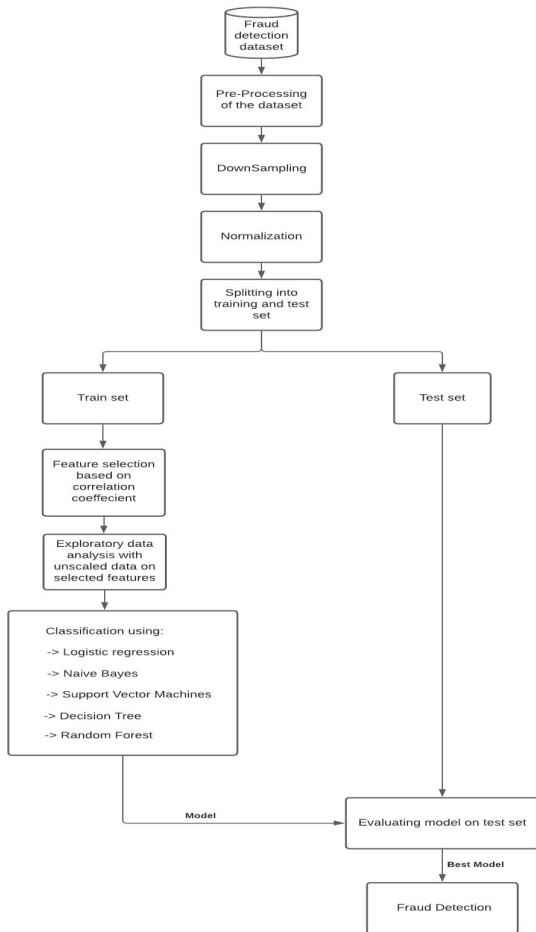 Fraud
detection
dataset
Pre-Processing
of the dataset
DownSampling
Normalization
Splitting into
training and test
set
Train set
Test set
Feature selection
based on
correlation
coeffecient
Exploratory data
analysis with
unscaled data on
selected features
Classification using:
-> Logistic regression
-> Naive Bayes
-> Support Vector Machines
-> Decision Tree
-> Random Forest
Model
Evaluating model on test set
Best Model
Fraud Detection